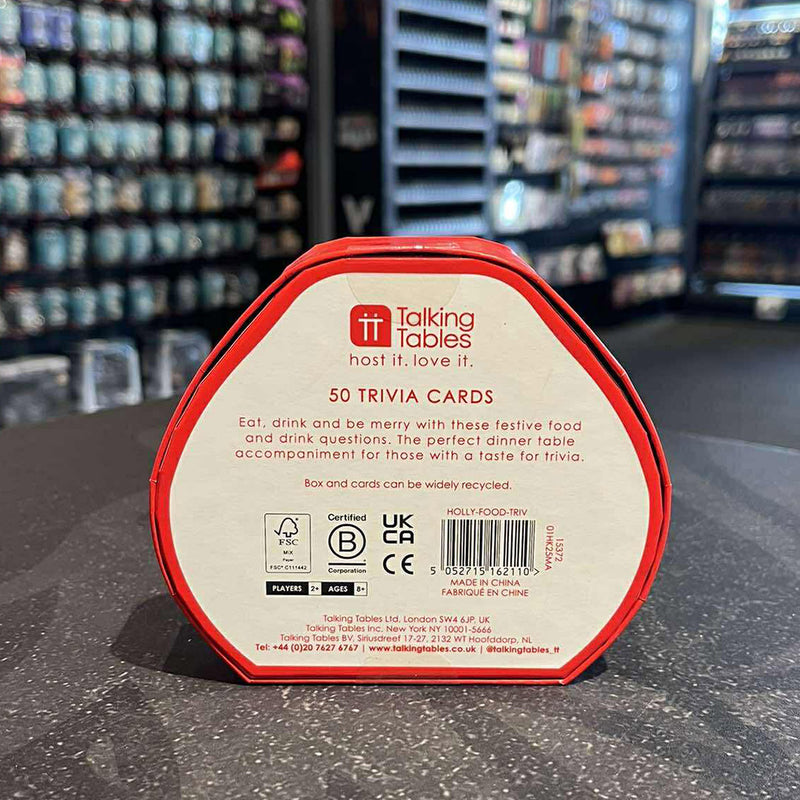 Talking
Tables
host it. love it.
50 TRIVIA CARDS
Eat, drink and be merry with these festive food
and drink questions. The perfect dinner table
accompaniment for those with a taste for trivia.
Box and cards can be widely recycled.
FSC
MIX
Paper
FSC® C111442
Certified
B
Corporation
UK
CA
CE
PLAYERS 2+ AGES 8+
HOLLY-FOOD-TRIV
5 052715 162110 >
15372
01HK25MA
MADE IN CHINA
FABRIQUÉ EN CHINE
Talking Tables Ltd, London SW4 6JP, UK
Talking Tables Inc, New York NY 10001-5666
Talking Tables BV, Siriusdreef 17-27, 2132 WT Hoofddorp, NL
Tel: +44 (0)20 7627 6767 | www.talkingtables.co.uk | @talkingtables_tt